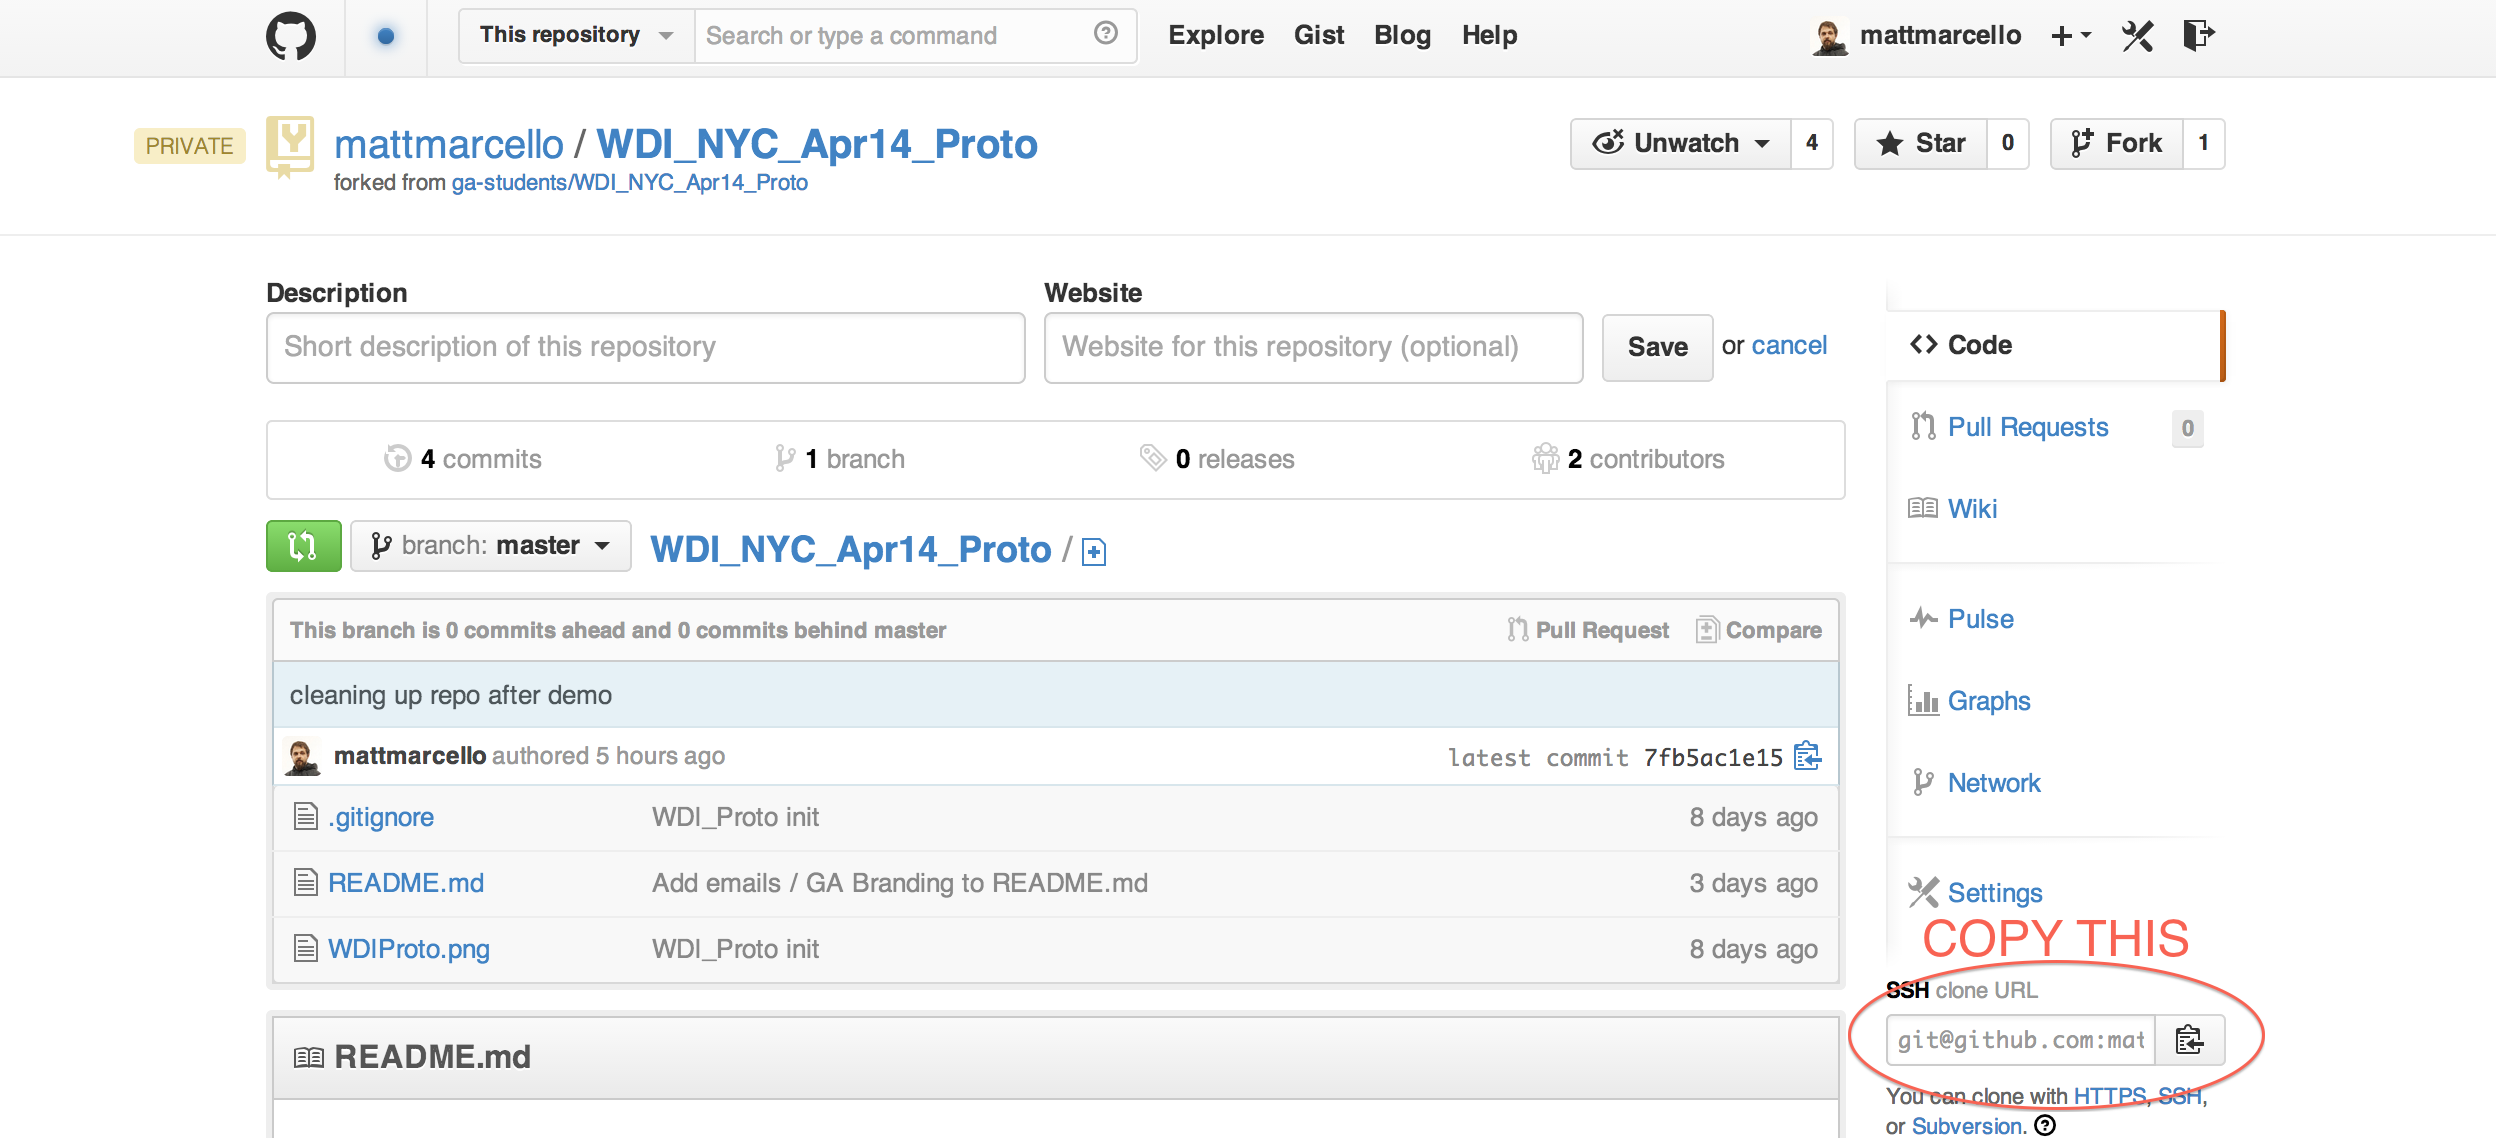 This repository Search or type a command Explore Gist Blog Help mattmarcello
PRIVATE mattmarcello / WDI_NYC_Apr14_Proto Unwatch 4 Star 0 Fork 1
forked from ga-students/WDI_NYC_Apr14_Proto
Description Website
Short description of this repository Website for this repository (optional) Save or cancel
4 commits 1 branch 0 releases 2 contributors
branch: master WDI_NYC_Apr14_Proto /
This branch is 0 commits ahead and 0 commits behind master Pull Request Compare
cleaning up repo after demo
mattmarcello authored 5 hours ago latest commit 7fb5ac1e15
.gitignore WDI_Proto init 8 days ago
README.md Add emails / GA Branding to README.md 3 days ago
WDIProto.png WDI_Proto init 8 days ago
README.md
Code
Pull Requests 0
Wiki
Pulse
Graphs
Network
Settings
COPY THIS
SSH clone URL
git@github.com:mat
You can clone with HTTPS, SSH,
or Subversion.